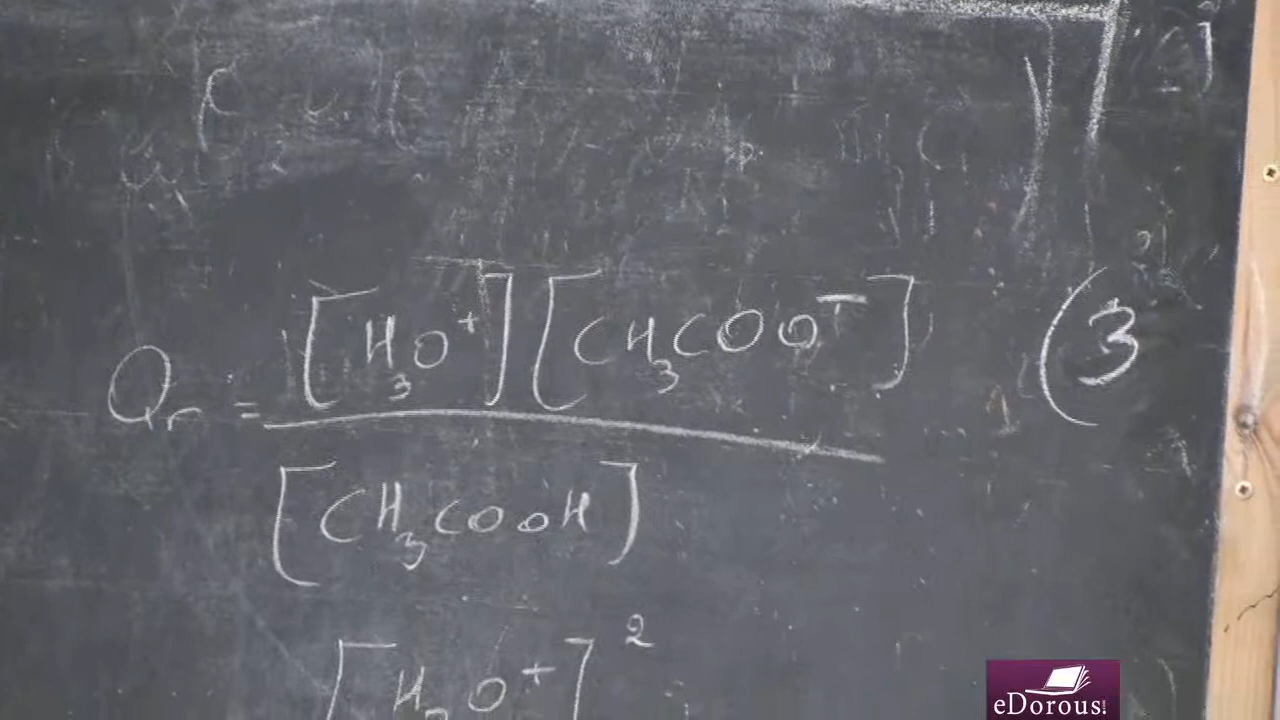 Qr = [H₃O⁺][CH₃COO⁻] (3
[CH₃COOH]
[H₃O⁺]²
eDorous!